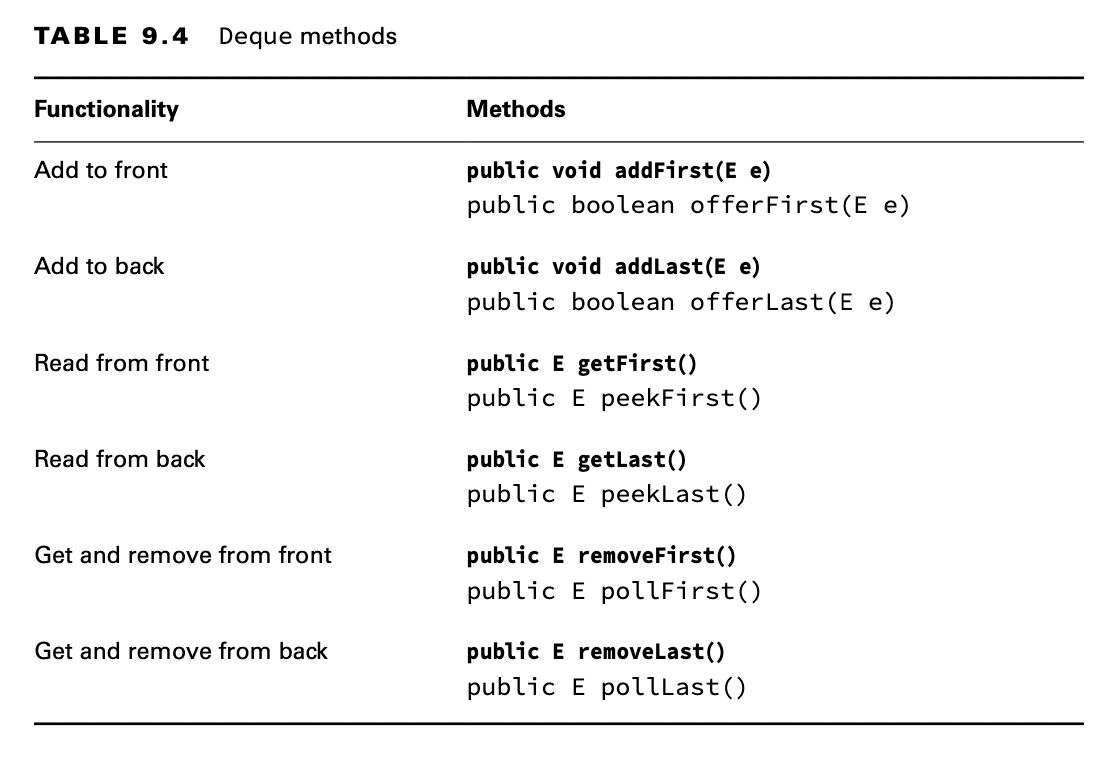 TABLE 9.4 Deque methods
Functionality Methods
Add to front public void addFirst(E e)
public boolean offerFirst(E e)
Add to back public void addLast(E e)
public boolean offerLast(E e)
Read from front public E getFirst()
public E peekFirst()
Read from back public E getLast()
public E peekLast()
Get and remove from front public E removeFirst()
public E pollFirst()
Get and remove from back public E removeLast()
public E pollLast()